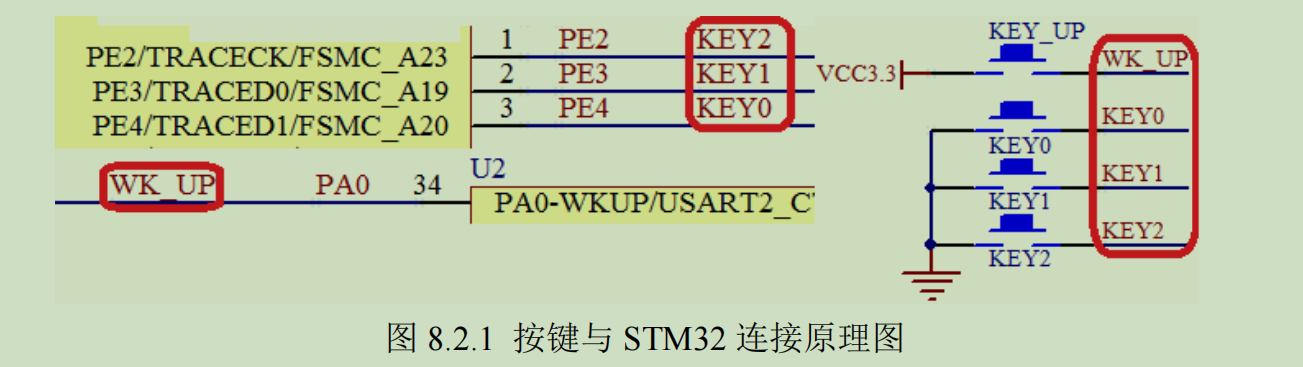 PE2/TRACECK/FSMC_A23
1 PE2 KEY2
PE3/TRACED0/FSMC_A19
2 PE3 KEY1
PE4/TRACED1/FSMC_A20
3 PE4 KEY0
WK_UP PA0 34
U2
PA0-WKUP/USART2_C
KEY_UP
VCC3.3
WK_UP
KEY0
KEY0
KEY1
KEY1
KEY2
KEY2
图 8.2.1 按键与 STM32 连接原理图